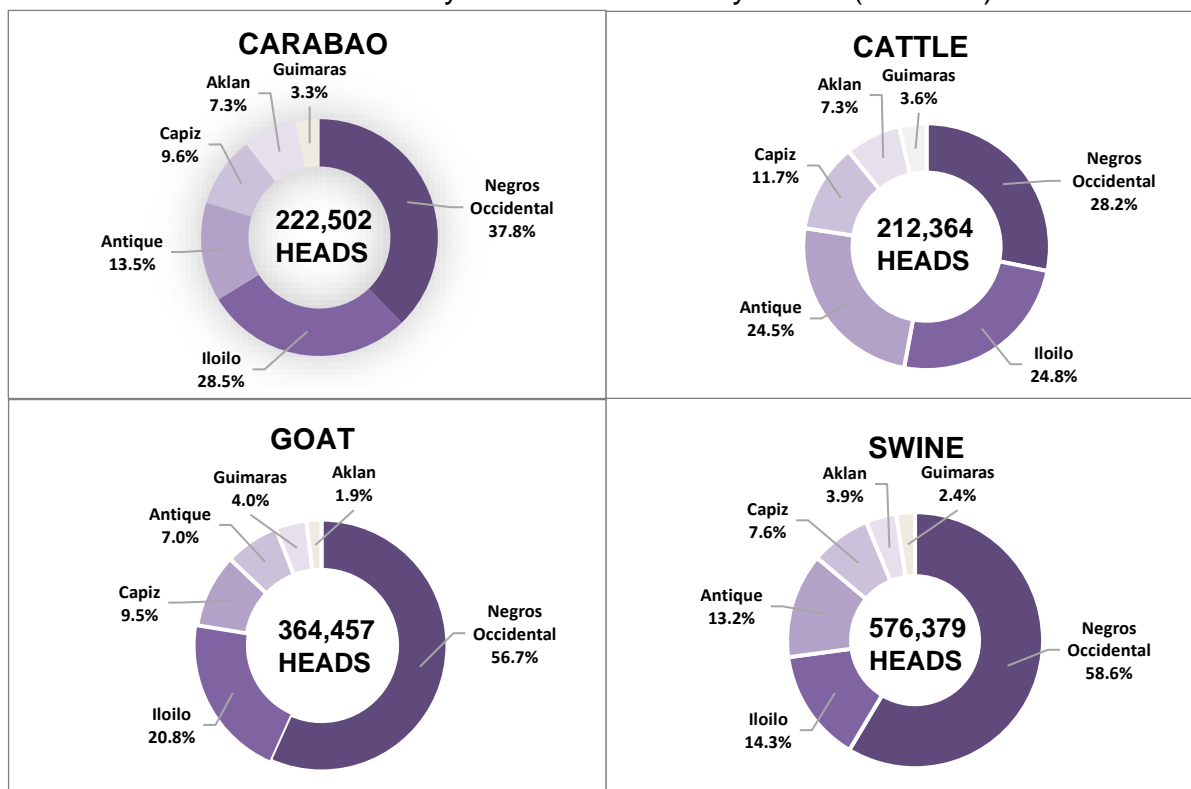 CARABAO
Guimaras
3.3%
Aklan
7.3%
Capiz
9.6%
Negros
Occidental
37.8%
222,502
HEADS
Antique
13.5%
Iloilo
28.5%
CATTLE
Guimaras
3.6%
Aklan
7.3%
Capiz
11.7%
Negros
Occidental
28.2%
212,364
HEADS
Antique
24.5%
Iloilo
24.8%
GOAT
Aklan
1.9%
Guimaras
4.0%
Antique
7.0%
Capiz
9.5%
Negros
Occidental
56.7%
364,457
HEADS
Iloilo
20.8%
SWINE
Guimaras
2.4%
Aklan
3.9%
Capiz
7.6%
Antique
13.2%
576,379
HEADS
Negros
Occidental
58.6%
Iloilo
14.3%